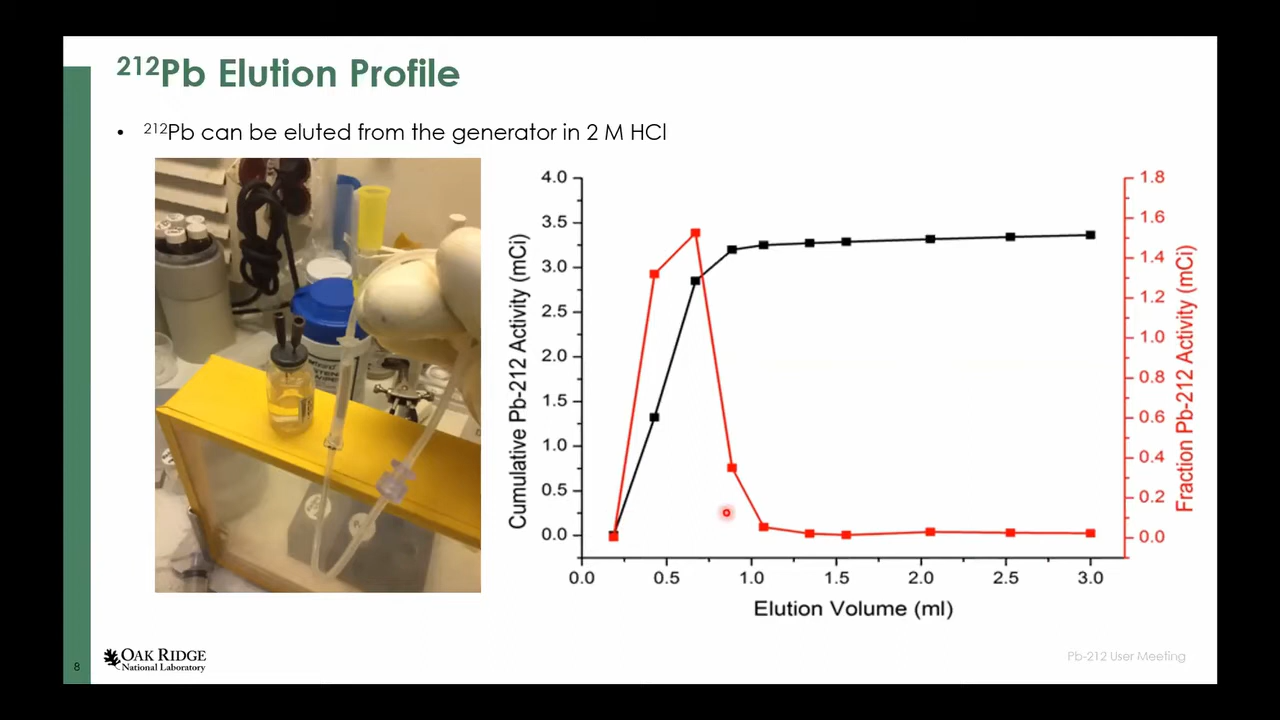 ²¹²Pb Elution Profile
• ²¹²Pb can be eluted from the generator in 2 M HCl
4.0
3.5
3.0
2.5
2.0
1.5
1.0
0.5
0.0
Cumulative Pb-212 Activity (mCi)
1.8
1.6
1.4
1.2
1.0
0.8
0.6
0.4
0.2
0.0
Fraction Pb-212 Activity (mCi)
0.0 0.5 1.0 1.5 2.0 2.5 3.0
Elution Volume (ml)
8
OAK RIDGE
National Laboratory
Pb-212 User Meeting